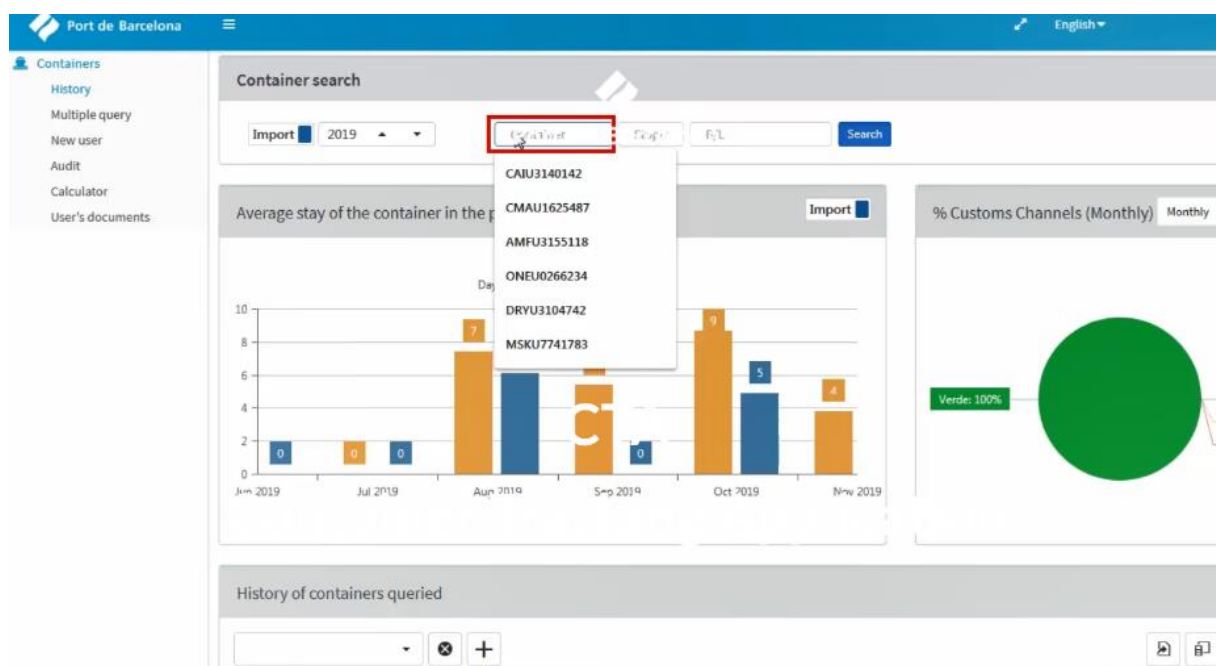 Port de Barcelona
English
Containers
History
Multiple query
New user
Audit
Calculator
User's documents
Container search
Import 2019
Container
B/L
Search
CAIU3140142
CMAU1625487
AMFU3155118
ONEU0266234
DRYU3104742
MSKU7741783
Average stay of the container in the p
Import
Day
10
8
6
4
2
0
7
9
5
4
0
0
0
0
Jun 2019
Jul 2019
Aug 2019
Sep 2019
Oct 2019
Nov 2019
% Customs Channels (Monthly)
Monthly
Verde: 100%
History of containers queried